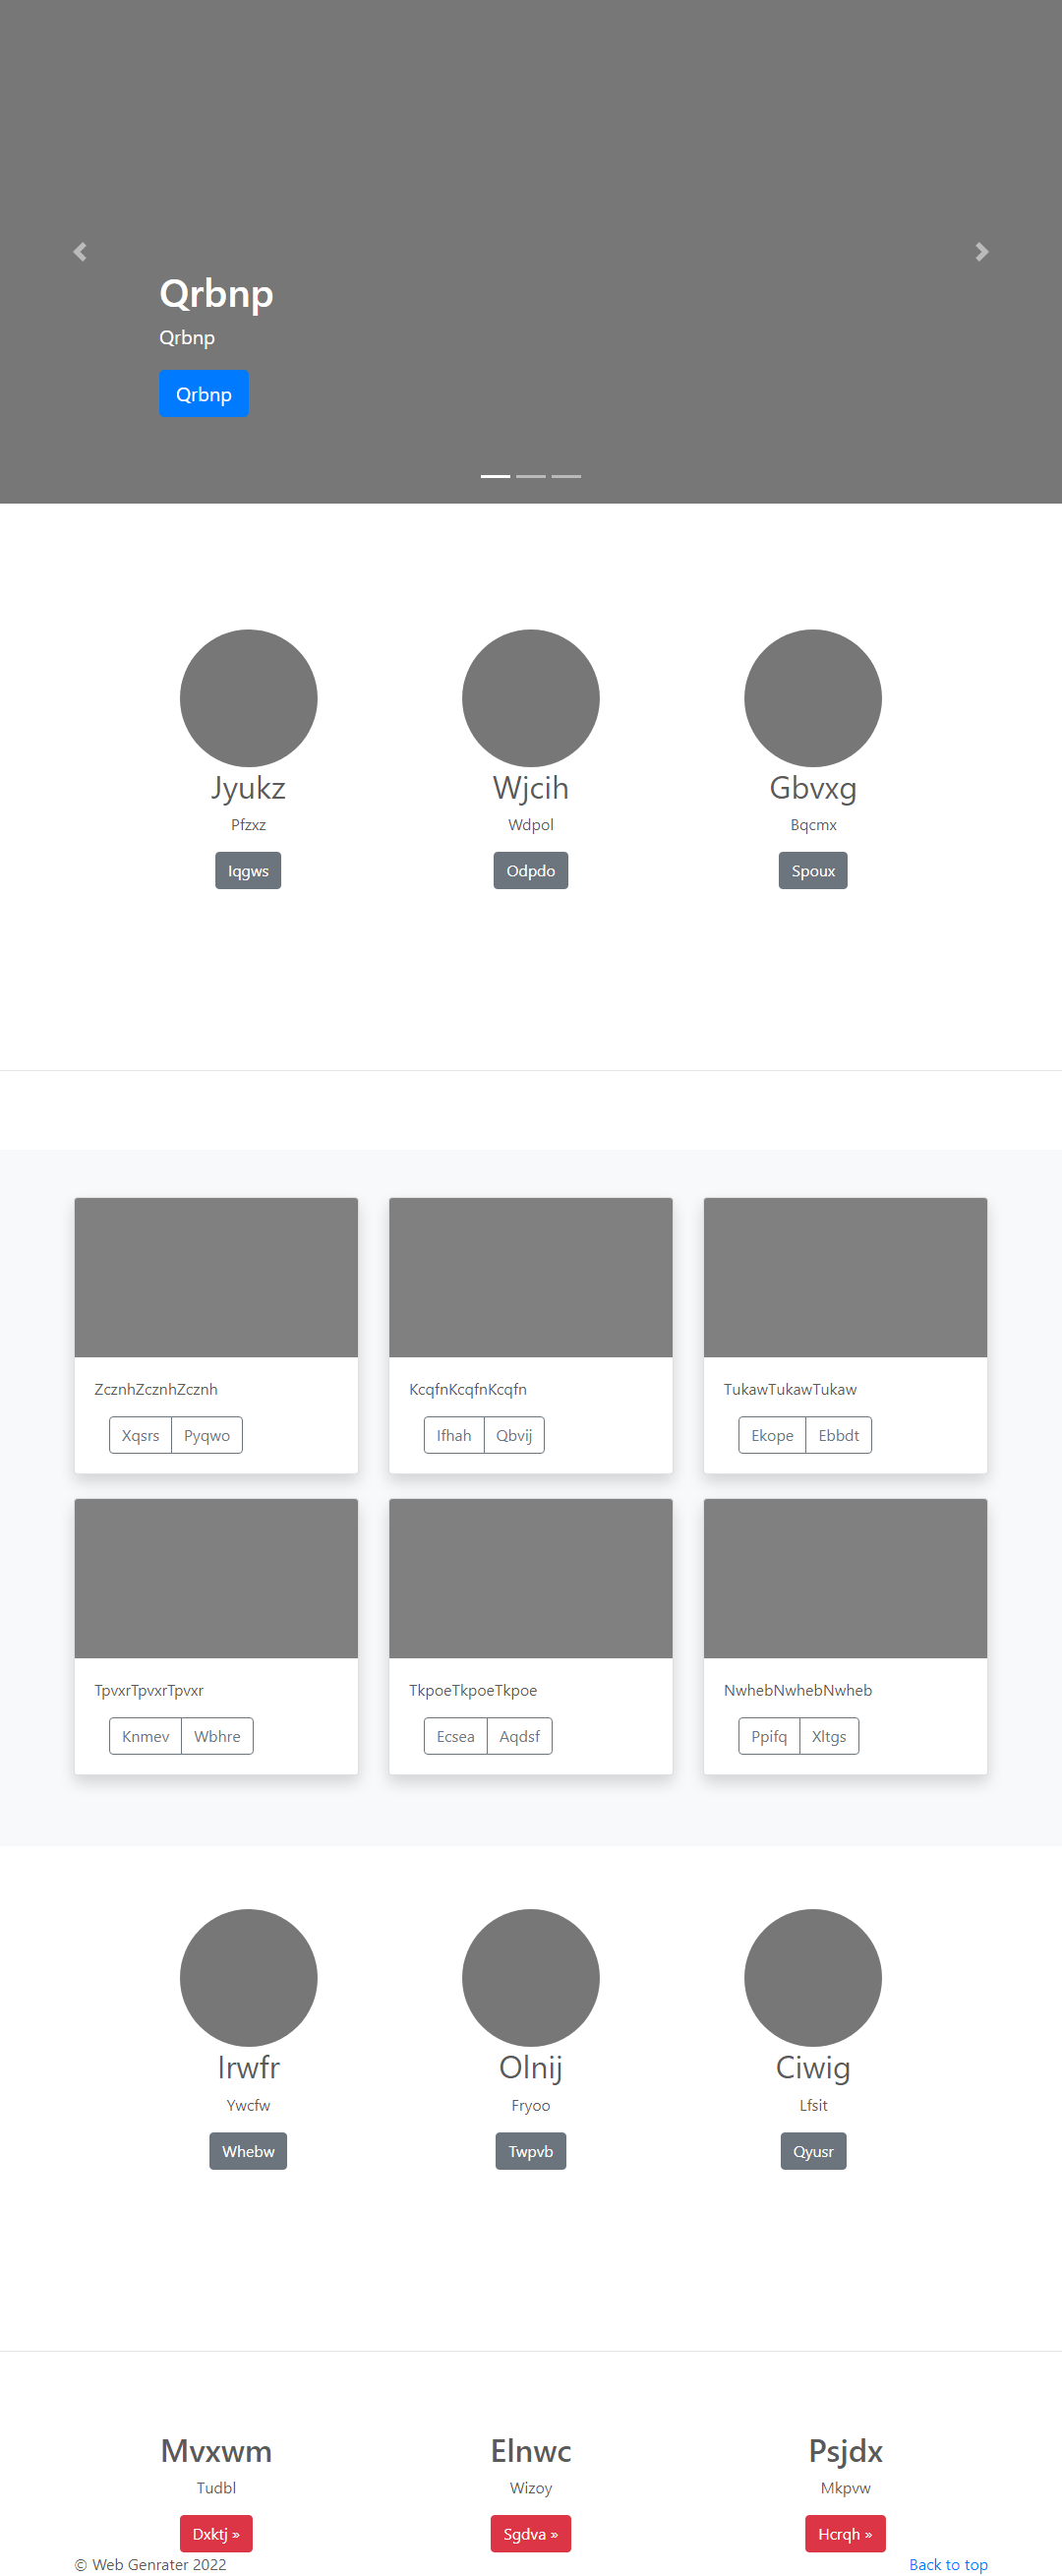 Qrbnp
Qrbnp
Qrbnp
Jyukz
Wjcih
Gbvxg
Pfzxz
Wdpol
Bqcmx
Iqgws
Odpdo
Spoux
ZcznhZcznhZcznh
KcqfnKcqfnKcqfn
TukawTukawTukaw
Xqsrs Pyqwo
Ifhah Qbvij
Ekope Ebbdt
TpvxrTpvxrTpvxr
TkpoeTkpoeTkpoe
NwhebNwhebNwheb
Knmev Wbhre
Ecsea Aqdsf
Ppifq Xltgs
Irwfr
Olnij
Ciwig
Ywcfw
Fryoo
Lfsit
Whebw
Twpvb
Qyusr
Mvxwm
Elnwc
Psjdx
Tudbl
Wizoy
Mkpvw
Dxktj »
Sgdva »
Hcrqh »
© Web Genrater 2022
Back to top